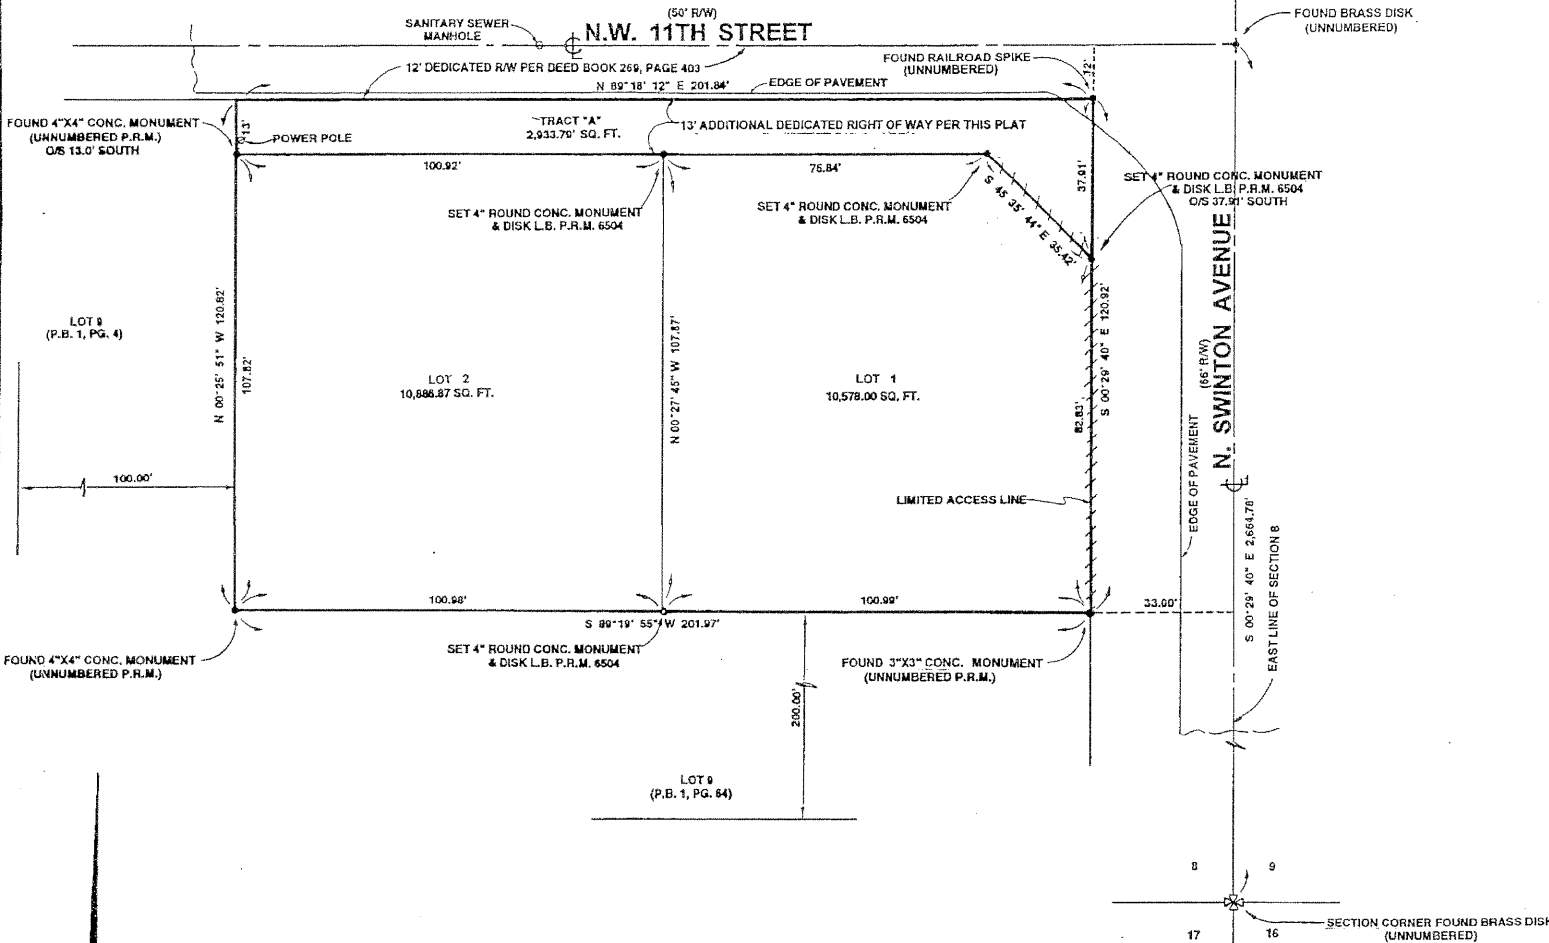 (50' R/W)
N.W. 11TH STREET
SANITARY SEWER
MANHOLE
FOUND BRASS DISK
(UNNUMBERED)
12' DEDICATED R/W PER DEED BOOK 269, PAGE 403
FOUND RAILROAD SPIKE
(UNNUMBERED)
12'
N 89° 18' 12" E 201.84'
EDGE OF PAVEMENT
FOUND 4"X4" CONC. MONUMENT
(UNNUMBERED P.R.M.)
O/S 13.0' SOUTH
13'
POWER POLE
TRACT "A"
2,933.79' SQ. FT.
13' ADDITIONAL DEDICATED RIGHT OF WAY PER THIS PLAT
100.92'
75.84'
37.91'
SET 4" ROUND CONC. MONUMENT
& DISK L.B. P.R.M. 6504
O/S 37.91' SOUTH
SET 4" ROUND CONC. MONUMENT
& DISK L.B. P.R.M. 6504
SET 4" ROUND CONC. MONUMENT
& DISK L.B. P.R.M. 6504
S 45 35' 44" E 35.42'
LOT 9
(P.B. 1, PG. 4)
N 00° 25' 51" W 120.82'
107.82'
LOT 2
10,886.87 SQ. FT.
N 00° 27' 45" W 107.87'
LOT 1
10,578.00 SQ. FT.
82.83'
S 00° 29' 40" E 120.92'
(66' R/W)
N. SWINTON AVENUE
EDGE OF PAVEMENT
100.00'
LIMITED ACCESS LINE
S 00° 29' 40" E 2,664.78'
EAST LINE OF SECTION 8
100.98'
100.99'
33.00'
S 89° 19' 55" W 201.97'
FOUND 4"X4" CONC. MONUMENT
(UNNUMBERED P.R.M.)
SET 4" ROUND CONC. MONUMENT
& DISK L.B. P.R.M. 6504
FOUND 3"X3" CONC. MONUMENT
(UNNUMBERED P.R.M.)
200.00'
LOT 9
(P.B. 1, PG. 64)
8 9
17 16
SECTION CORNER FOUND BRASS DISK
(UNNUMBERED)